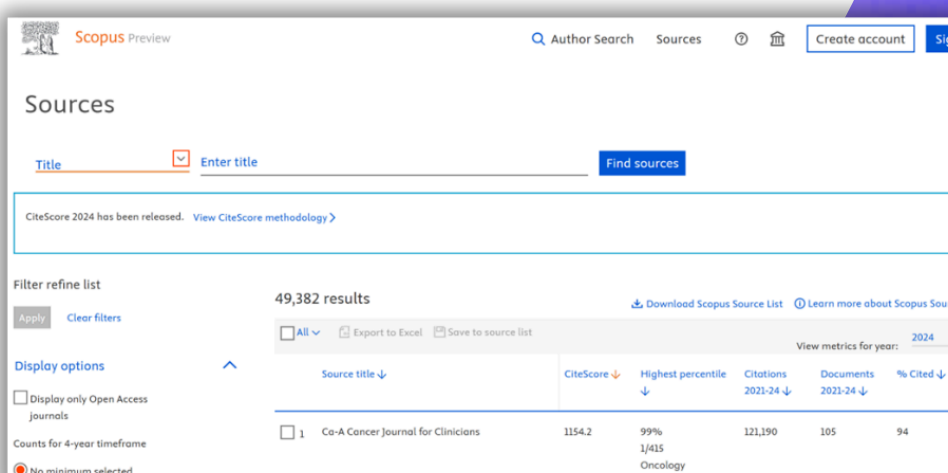 Scopus Preview
Author Search Sources Create account
Sources
Title Enter title Find sources
CiteScore 2024 has been released. View CiteScore methodology
Filter refine list
49,382 results
Download Scopus Source List Learn more about Scopus
Apply Clear filters
All Export to Excel Save to source list
View metrics for year: 2024
Display options
Source title CiteScore Highest percentile Citations 2021-24 Documents 2021-24 % Cited
Display only Open Access
journals
Counts for 4-year timeframe
No minimum selected
1 Ca-A Cancer Journal for Clinicians 1154.2 99% 121,190 105 94
1/415
Oncology